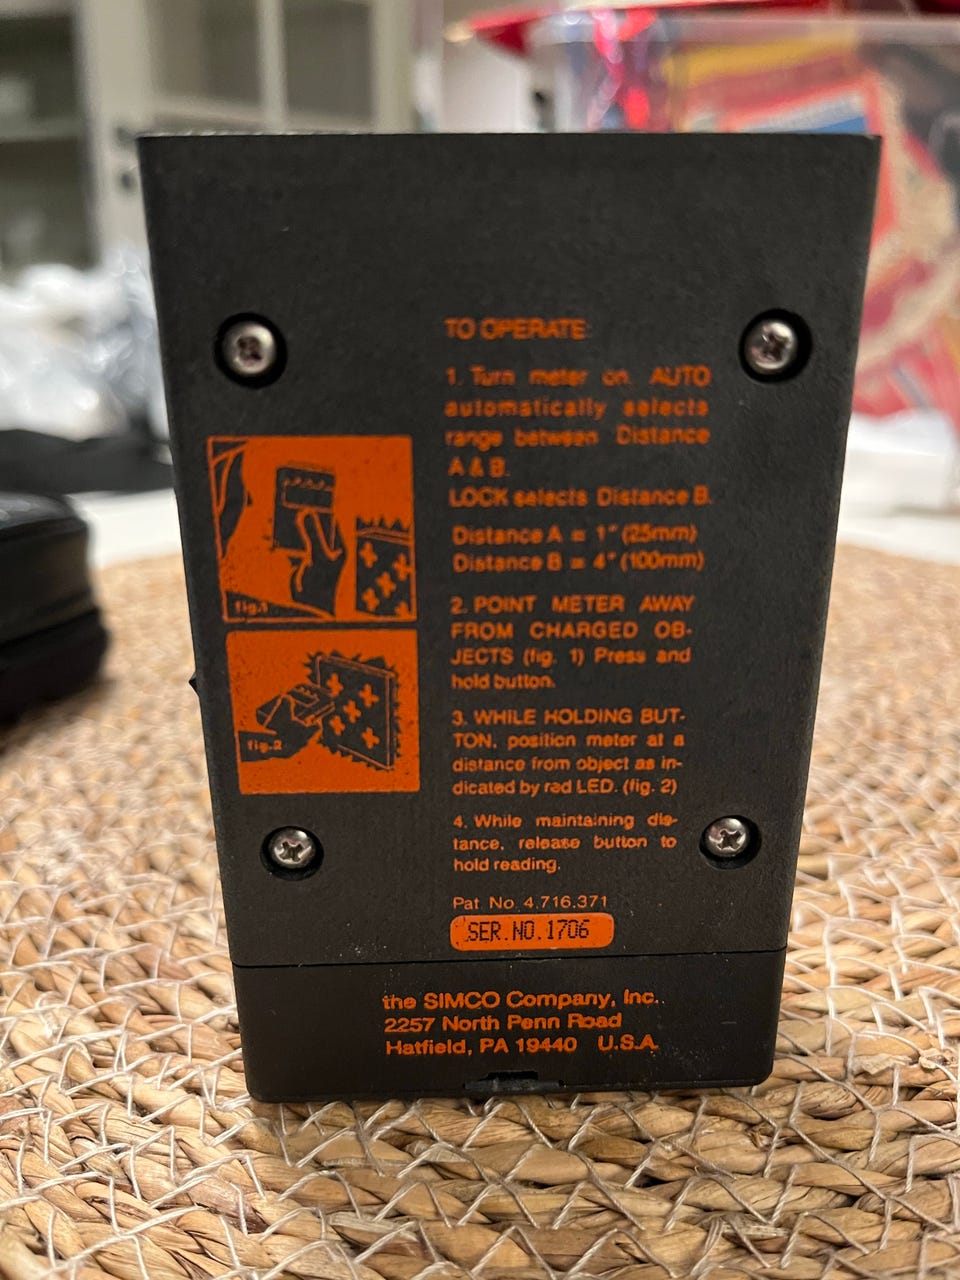 TO OPERATE:
1. Turn meter on. AUTO
automatically selects
range between Distance
A & B.
LOCK selects Distance B.
Distance A = 1" (25mm)
Distance B = 4" (100mm)
2. POINT METER AWAY
FROM CHARGED OB-
JECTS (fig. 1) Press and
hold button.
3. WHILE HOLDING BUT-
TON, position meter at a
distance from object as in-
dicated by red LED. (fig. 2)
4. While maintaining dis-
tance, release button to
hold reading.
fig.1
fig.2
Pat. No. 4,716,371
SER.NO.1706
the SIMCO Company, Inc.
2257 North Penn Road
Hatfield, PA 19440 U.S.A.